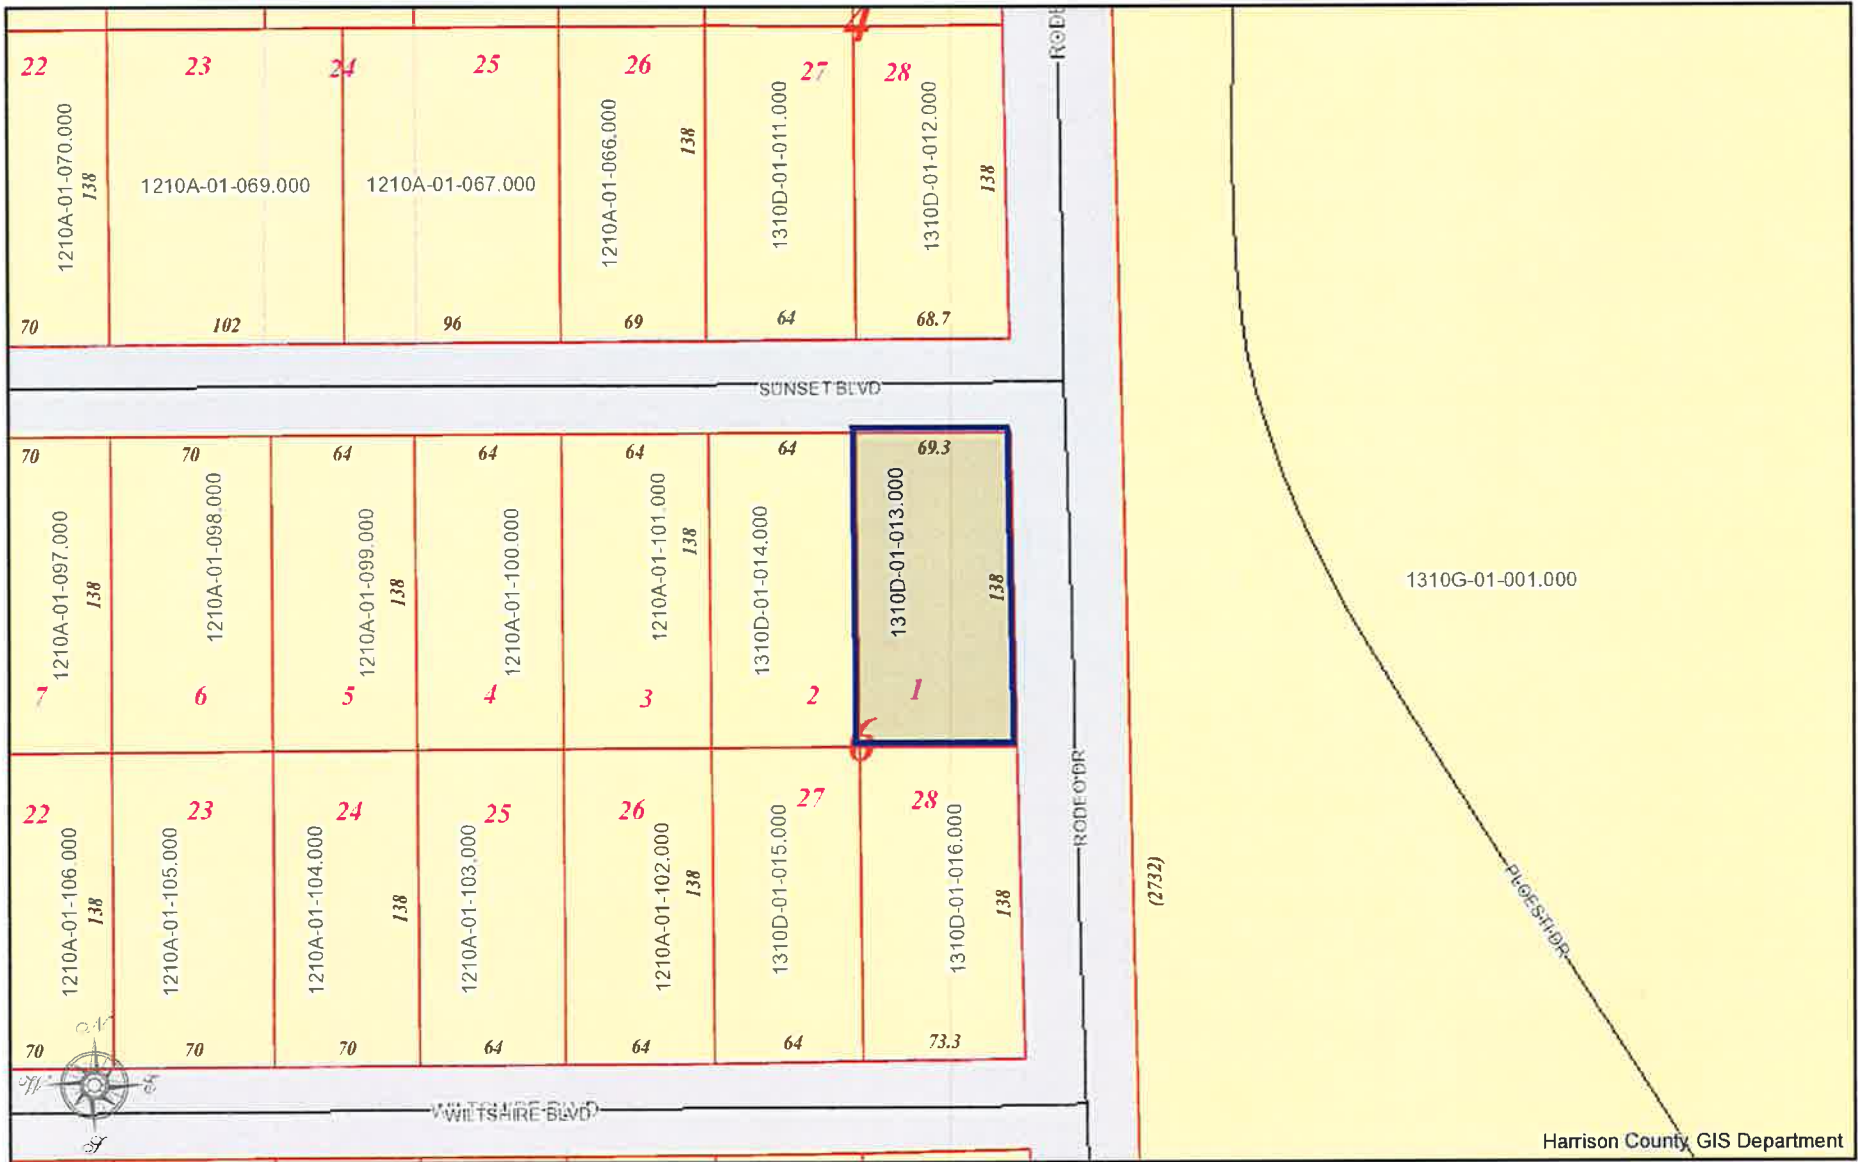 4
RODE
22
23
24
25
26
27
28
1210A-01-070.000
138
1210A-01-069.000
1210A-01-067.000
1210A-01-066.000
138
1310D-01-011.000
1310D-01-012.000
138
70
102
96
69
64
68.7
SUNSET BLVD
70
70
64
64
64
64
69.3
1210A-01-097.000
138
1210A-01-098.000
1210A-01-099.000
138
1210A-01-100.000
1210A-01-101.000
138
1310D-01-014.000
1310D-01-013.000
138
1310G-01-001.000
7
6
5
4
3
2
1
6
RODEO DR
22
23
24
25
26
27
28
1210A-01-106.000
138
1210A-01-105.000
1210A-01-104.000
138
1210A-01-103.000
1210A-01-102.000
138
1310D-01-015.000
1310D-01-016.000
138
(2732)
PLOESTI DR
70
70
70
64
64
64
73.3
N
W
E
S
WILTSHIRE BLVD
Harrison County GIS Department